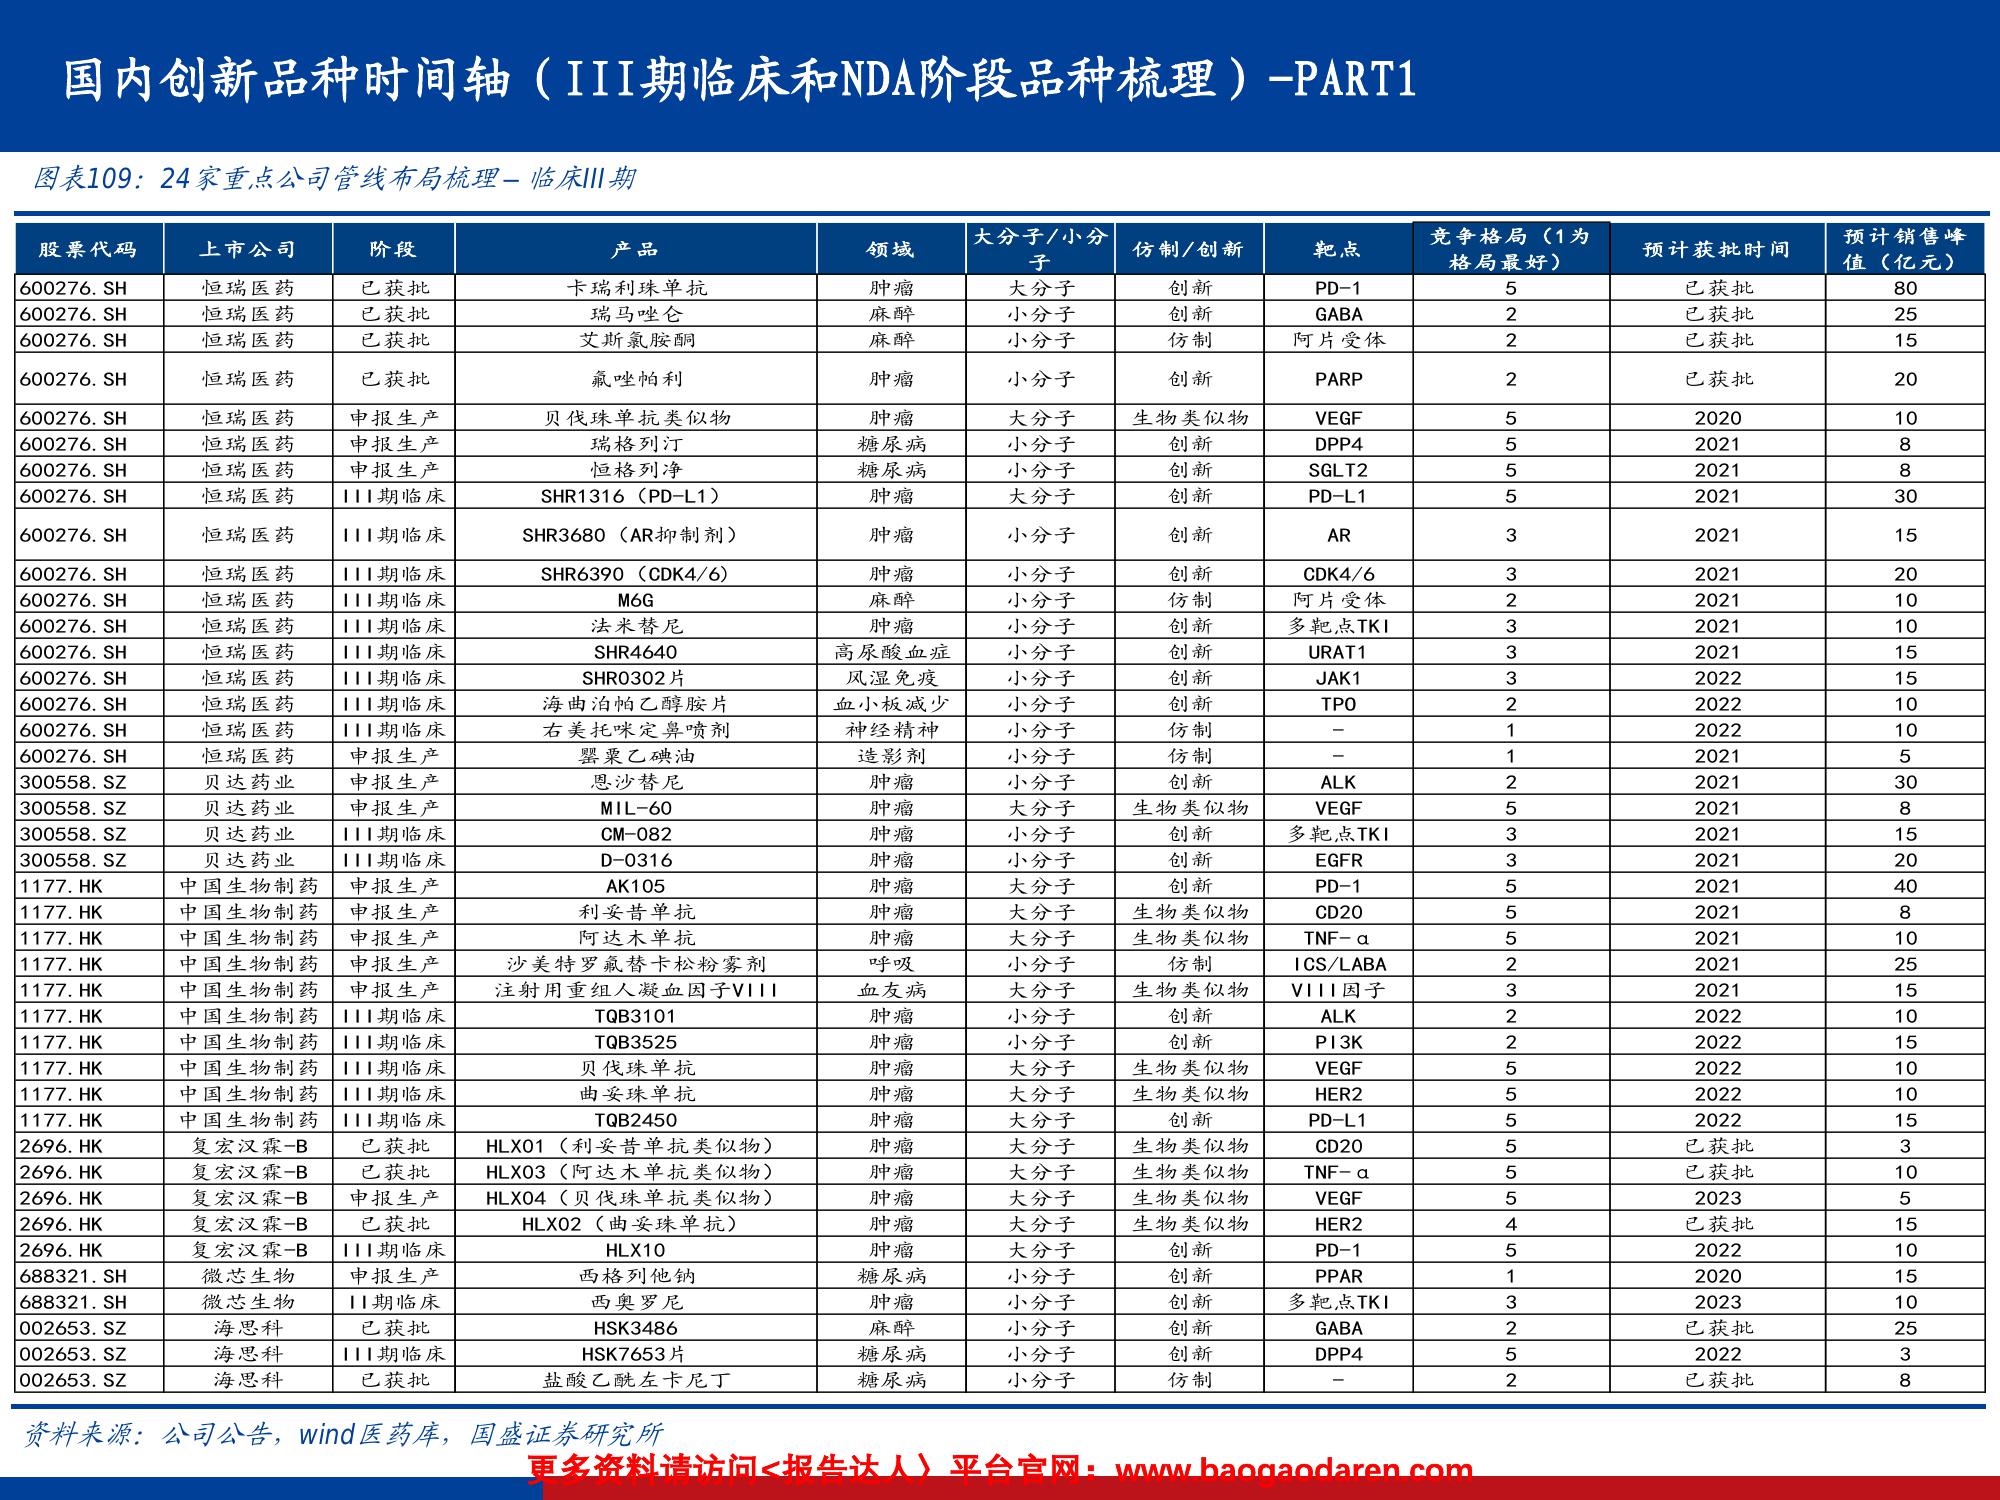 国内创新品种时间轴（III期临床和NDA阶段品种梳理）-PART1
图表109：24家重点公司管线布局梳理– 临床III期
股票代码 上市公司 阶段 产品 领域 大分子/小分子 仿制/创新 靶点 竞争格局（1为格局最好） 预计获批时间 预计销售峰值（亿元）
600276.SH 恒瑞医药 已获批 卡瑞利珠单抗 肿瘤 大分子 创新 PD-1 5 已获批 80
600276.SH 恒瑞医药 已获批 瑞马唑仑 麻醉 小分子 创新 GABA 2 已获批 25
600276.SH 恒瑞医药 已获批 艾斯氯胺酮 麻醉 小分子 仿制 阿片受体 2 已获批 15
600276.SH 恒瑞医药 已获批 氟唑帕利 肿瘤 小分子 创新 PARP 2 已获批 20
600276.SH 恒瑞医药 申报生产 贝伐珠单抗类似物 肿瘤 大分子 生物类似物 VEGF 5 2020 10
600276.SH 恒瑞医药 申报生产 瑞格列汀 糖尿病 小分子 创新 DPP4 5 2021 8
600276.SH 恒瑞医药 申报生产 恒格列净 糖尿病 小分子 创新 SGLT2 5 2021 8
600276.SH 恒瑞医药 III期临床 SHR1316（PD-L1） 肿瘤 大分子 创新 PD-L1 5 2021 30
600276.SH 恒瑞医药 III期临床 SHR3680（AR抑制剂） 肿瘤 小分子 创新 AR 3 2021 15
600276.SH 恒瑞医药 III期临床 SHR6390（CDK4/6） 肿瘤 小分子 创新 CDK4/6 3 2021 20
600276.SH 恒瑞医药 III期临床 M6G 麻醉 小分子 仿制 阿片受体 2 2021 10
600276.SH 恒瑞医药 III期临床 法米替尼 肿瘤 小分子 创新 多靶点TKI 3 2021 10
600276.SH 恒瑞医药 III期临床 SHR4640 高尿酸血症 小分子 创新 URAT1 3 2021 15
600276.SH 恒瑞医药 III期临床 SHR0302片 风湿免疫 小分子 创新 JAK1 3 2022 15
600276.SH 恒瑞医药 III期临床 海曲泊帕乙醇胺片 血小板减少 小分子 创新 TPO 2 2022 10
600276.SH 恒瑞医药 III期临床 右美托咪定鼻喷剂 神经精神 小分子 仿制 - 1 2022 10
600276.SH 恒瑞医药 申报生产 罂粟乙碘油 造影剂 小分子 仿制 - 1 2021 5
300558.SZ 贝达药业 申报生产 恩沙替尼 肿瘤 小分子 创新 ALK 2 2021 30
300558.SZ 贝达药业 申报生产 MIL-60 肿瘤 大分子 生物类似物 VEGF 5 2021 8
300558.SZ 贝达药业 III期临床 CM-082 肿瘤 小分子 创新 多靶点TKI 3 2021 15
300558.SZ 贝达药业 III期临床 D-0316 肿瘤 小分子 创新 EGFR 3 2021 20
1177.HK 中国生物制药 申报生产 AK105 肿瘤 大分子 创新 PD-1 5 2021 40
1177.HK 中国生物制药 申报生产 利妥昔单抗 肿瘤 大分子 生物类似物 CD20 5 2021 8
1177.HK 中国生物制药 申报生产 阿达木单抗 肿瘤 大分子 生物类似物 TNF-α 5 2021 10
1177.HK 中国生物制药 申报生产 沙美特罗氟替卡松粉雾剂 呼吸 小分子 仿制 ICS/LABA 2 2021 25
1177.HK 中国生物制药 申报生产 注射用重组人凝血因子VIII 血友病 大分子 生物类似物 VIII因子 3 2021 15
1177.HK 中国生物制药 III期临床 TQB3101 肿瘤 小分子 创新 ALK 2 2022 10
1177.HK 中国生物制药 III期临床 TQB3525 肿瘤 小分子 创新 PI3K 2 2022 15
1177.HK 中国生物制药 III期临床 贝伐珠单抗 肿瘤 大分子 生物类似物 VEGF 5 2022 10
1177.HK 中国生物制药 III期临床 曲妥珠单抗 肿瘤 大分子 生物类似物 HER2 5 2022 10
1177.HK 中国生物制药 III期临床 TQB2450 肿瘤 大分子 创新 PD-L1 5 2022 15
2696.HK 复宏汉霖-B 已获批 HLX01（利妥昔单抗类似物） 肿瘤 大分子 生物类似物 CD20 5 已获批 3
2696.HK 复宏汉霖-B 已获批 HLX03（阿达木单抗类似物） 肿瘤 大分子 生物类似物 TNF-α 5 已获批 10
2696.HK 复宏汉霖-B 申报生产 HLX04（贝伐珠单抗类似物） 肿瘤 大分子 生物类似物 VEGF 5 2023 5
2696.HK 复宏汉霖-B 已获批 HLX02（曲妥珠单抗） 肿瘤 大分子 生物类似物 HER2 4 已获批 15
2696.HK 复宏汉霖-B III期临床 HLX10 肿瘤 大分子 创新 PD-1 5 2022 10
688321.SH 微芯生物 申报生产 西格列他钠 糖尿病 小分子 创新 PPAR 1 2020 15
688321.SH 微芯生物 II期临床 西奥罗尼 肿瘤 小分子 创新 多靶点TKI 3 2023 10
002653.SZ 海思科 已获批 HSK3486 麻醉 小分子 创新 GABA 2 已获批 25
002653.SZ 海思科 III期临床 HSK7653片 糖尿病 小分子 创新 DPP4 5 2022 3
002653.SZ 海思科 已获批 盐酸乙酰左卡尼丁 糖尿病 小分子 仿制 - 2 已获批 8
资料来源：公司公告，wind医药库，国盛证券研究所
更多资料请访问<报告达人〉平台官网：www.baogaodaren.com